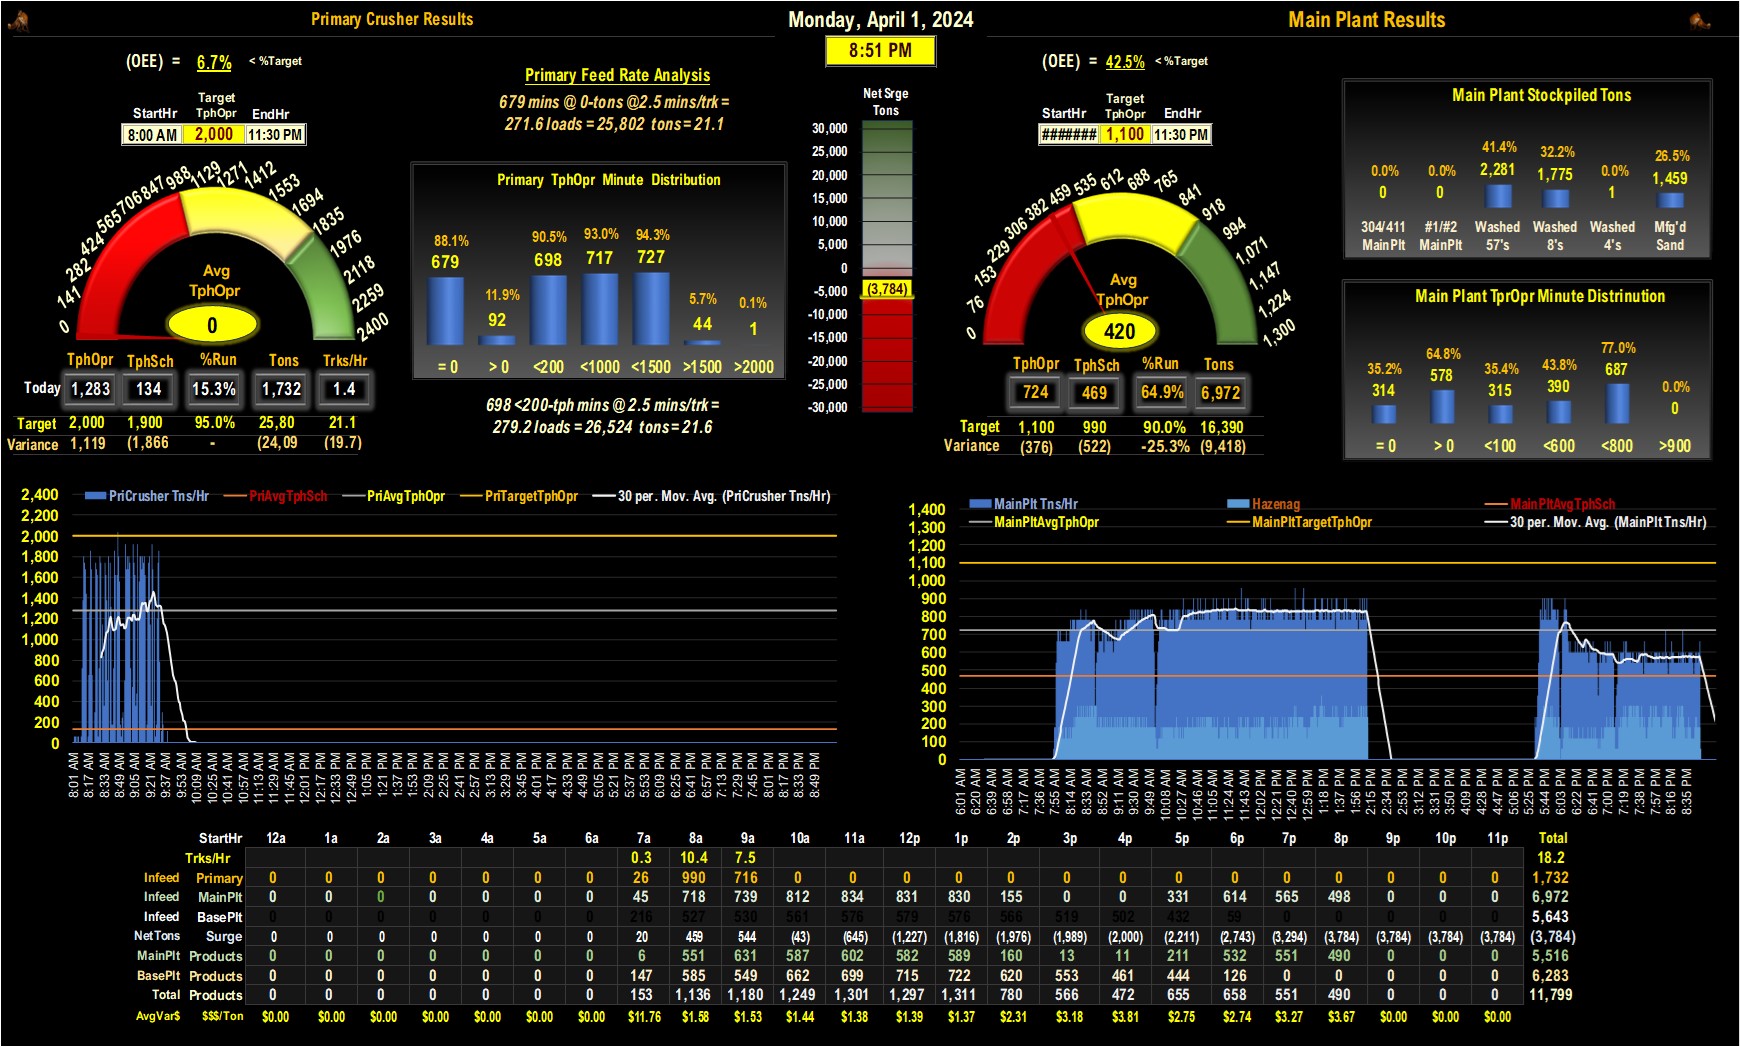 Primary Crusher Results
Monday, April 1, 2024
Main Plant Results
8:51 PM
(OEE) = 6.7% < %Target
StartHr Target TphOpr EndHr
8:00 AM 2,000 11:30 PM
0 141 282 424 565 706 847 988 1129 1271 1412 1553 1694 1835 1976 2118 2259 2400
Avg
TphOpr
0
TphOpr TphSch %Run Tons Trks/Hr
Today 1,283 134 15.3% 1,732 1.4
Target 2,000 1,900 95.0% 25,80 21.1
Variance 1,119 (1,866 - (24,09 (19.7)
Primary Feed Rate Analysis
679 mins @ 0-tons @2.5 mins/trk =
271.6 loads = 25,802 tons = 21.1
Primary TphOpr Minute Distribution
88.1% 11.9% 90.5% 93.0% 94.3% 5.7% 0.1%
679 92 698 717 727 44 1
= 0 > 0 <200 <1000 <1500 >1500 >2000
698 <200-tph mins @ 2.5 mins/trk =
279.2 loads = 26,524 tons = 21.6
Net Srge
Tons
30,000
25,000
20,000
15,000
10,000
5,000
0
(3,784)
-5,000
-10,000
-15,000
-20,000
-25,000
-30,000
(OEE) = 42.5% < %Target
StartHr Target TphOpr EndHr
####### 1,100 11:30 PM
0 76 153 229 306 382 459 535 612 688 765 841 918 994 1,071 1,147 1,224 1,300
Avg
TphOpr
420
TphOpr TphSch %Run Tons
724 469 64.9% 6,972
Target 1,100 990 90.0% 16,390
Variance (376) (522) -25.3% (9,418)
Main Plant Stockpiled Tons
0.0% 0.0% 41.4% 32.2% 0.0% 26.5%
0 0 2,281 1,775 1 1,459
304/411 #1/#2 Washed Washed Washed Mfg'd
MainPlt MainPlt 57's 8's 4's Sand
Main Plant TprOpr Minute Distrinution
35.2% 64.8% 35.4% 43.8% 77.0% 0.0%
314 578 315 390 687 0
= 0 > 0 <100 <600 <800 >900
PriCrusher Tns/Hr PriAvgTphSch PriAvgTphOpr PriTargetTphOpr 30 per. Mov. Avg. (PriCrusher Tns/Hr)
2,400
2,200
2,000
1,800
1,600
1,400
1,200
1,000
800
600
400
200
0
8:01 AM 8:17 AM 8:33 AM 8:49 AM 9:05 AM 9:21 AM 9:37 AM 9:53 AM 10:09 AM 10:25 AM 10:41 AM 10:57 AM 11:13 AM 11:29 AM 11:45 AM 12:01 PM 12:17 PM 12:33 PM 12:49 PM 1:05 PM 1:21 PM 1:37 PM 1:53 PM 2:09 PM 2:25 PM 2:41 PM 2:57 PM 3:13 PM 3:29 PM 3:45 PM 4:01 PM 4:17 PM 4:33 PM 4:49 PM 5:05 PM 5:21 PM 5:37 PM 5:53 PM 6:09 PM 6:25 PM 6:41 PM 6:57 PM 7:13 PM 7:29 PM 7:45 PM 8:01 PM 8:17 PM 8:33 PM 8:49 PM
MainPlt Tns/Hr Hazenag MainPltAvgTphSch
MainPltAvgTphOpr MainPltTargetTphOpr 30 per. Mov. Avg. (MainPlt Tns/Hr)
1,400
1,300
1,200
1,100
1,000
900
800
700
600
500
400
300
200
100
0
6:01 AM 6:20 AM 6:39 AM 6:58 AM 7:17 AM 7:36 AM 7:55 AM 8:14 AM 8:33 AM 8:52 AM 9:11 AM 9:30 AM 9:49 AM 10:08 AM 10:27 AM 10:46 AM 11:05 AM 11:24 AM 11:43 AM 12:02 PM 12:21 PM 12:40 PM 12:59 PM 1:18 PM 1:37 PM 1:56 PM 2:15 PM 2:34 PM 2:53 PM 3:12 PM 3:31 PM 3:50 PM 4:09 PM 4:28 PM 4:47 PM 5:06 PM 5:25 PM 5:44 PM 6:03 PM 6:22 PM 6:41 PM 7:00 PM 7:19 PM 7:38 PM 7:57 PM 8:16 PM 8:35 PM
StartHr 12a 1a 2a 3a 4a 5a 6a 7a 8a 9a 10a 11a 12p 1p 2p 3p 4p 5p 6p 7p 8p 9p 10p 11p Total
Trks/Hr 0.3 10.4 7.5 18.2
Infeed Primary 0 0 0 0 0 0 0 26 990 716 0 0 0 0 0 0 0 0 0 0 0 0 0 0 1,732
Infeed MainPlt 0 0 0 0 0 0 0 45 718 739 812 834 831 830 155 0 0 331 614 565 498 0 0 0 6,972
Infeed BasePlt 0 0 0 0 0 0 0 216 527 530 561 576 579 576 566 519 502 432 59 0 0 0 0 0 5,643
NetTons Surge 0 0 0 0 0 0 0 20 459 544 (43) (645) (1,227) (1,816) (1,976) (1,989) (2,000) (2,211) (2,743) (3,294) (3,784) (3,784) (3,784) (3,784) (3,784)
MainPlt Products 0 0 0 0 0 0 0 6 551 631 587 602 582 589 160 13 11 211 532 551 490 0 0 0 5,516
BasePlt Products 0 0 0 0 0 0 0 147 585 549 662 699 715 722 620 553 461 444 126 0 0 0 0 0 6,283
Total Products 0 0 0 0 0 0 0 153 1,136 1,180 1,249 1,301 1,297 1,311 780 566 472 655 658 551 490 0 0 0 11,799
AvgVar$ $$$/Ton $0.00 $0.00 $0.00 $0.00 $0.00 $0.00 $0.00 $11.76 $1.58 $1.53 $1.44 $1.38 $1.39 $1.37 $2.31 $3.18 $3.81 $2.75 $2.74 $3.27 $3.67 $0.00 $0.00 $0.00